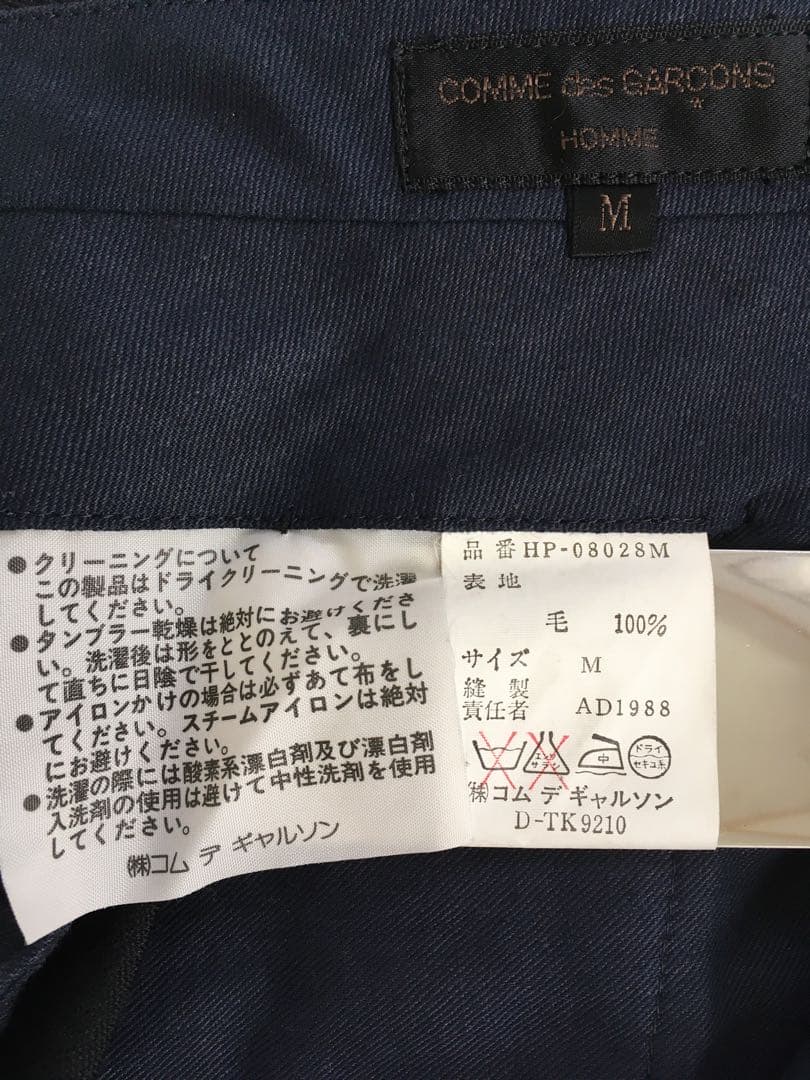 COMME des GARÇONS
HOMME
M
●クリーニングについて
この製品はドライクリーニングで洗濯
してください。
●タンブラー乾燥は絶対にお避けくださ
い。洗濯後は形をととのえて、裏にし
て直ちに日陰で干してください。
●アイロンかけの場合は必ずあて布をし
てください。スチームアイロンは絶対
にお避けください。
●洗濯の際には酸素系漂白剤及び漂白剤
入洗剤の使用は避けて中性洗剤を使用
してください。
㈱コム デ ギャルソン
品番 HP-08028M
表地
毛 100%
サイズ M
縫製
責任者 AD1988
エンソ サラシ 中 ドライ セキユ系
㈱コム デ ギャルソン
D-TK9210